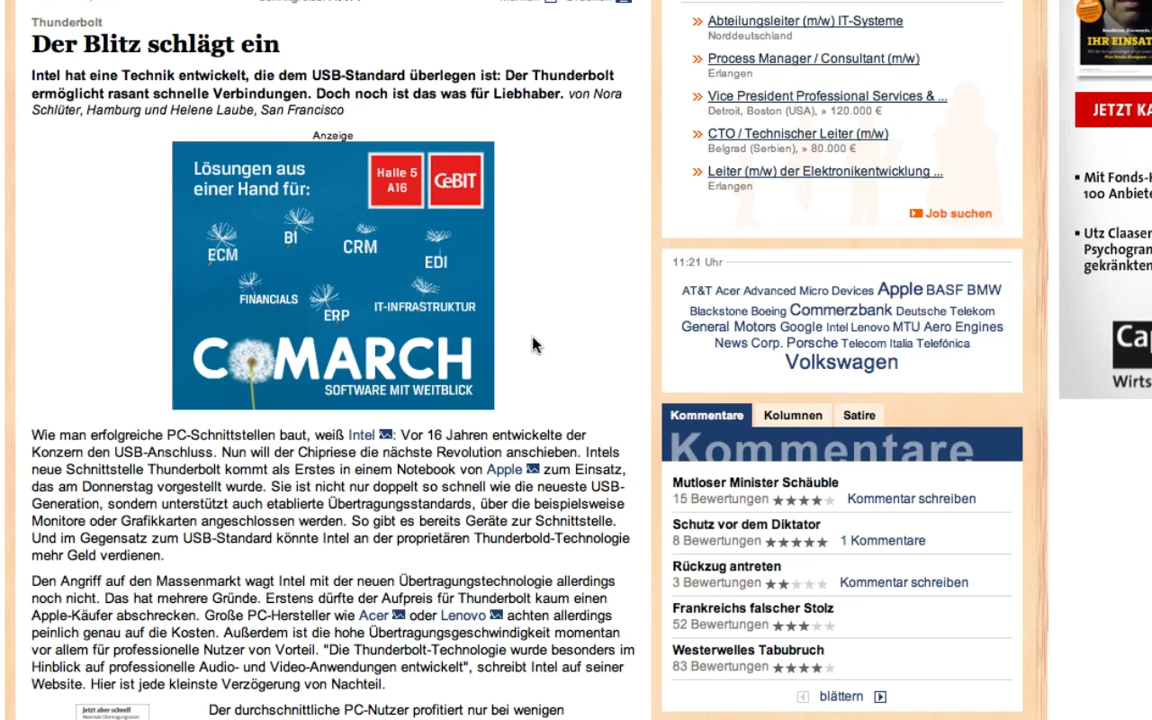 Thunderbolt
Der Blitz schlägt ein
Intel hat eine Technik entwickelt, die dem USB-Standard überlegen ist: Der Thunderbolt
ermöglicht rasant schnelle Verbindungen. Doch noch ist das was für Liebhaber. von Nora
Schlüter, Hamburg und Helene Laube, San Francisco
Anzeige
Lösungen aus
einer Hand für:
Halle 5
A16
CeBIT
ECM
BI
CRM
EDI
FINANCIALS
ERP
IT-INFRASTRUKTUR
COMARCH
SOFTWARE MIT WEITBLICK
Wie man erfolgreiche PC-Schnittstellen baut, weiß Intel : Vor 16 Jahren entwickelte der
Konzern den USB-Anschluss. Nun will der Chipriese die nächste Revolution anschieben. Intels
neue Schnittstelle Thunderbolt kommt als Erstes in einem Notebook von Apple zum Einsatz,
das am Donnerstag vorgestellt wurde. Sie ist nicht nur doppelt so schnell wie die neueste USB-
Generation, sondern unterstützt auch etablierte Übertragungsstandards, über die beispielsweise
Monitore oder Grafikkarten angeschlossen werden. So gibt es bereits Geräte zur Schnittstelle.
Und im Gegensatz zum USB-Standard könnte Intel an der proprietären Thunderbold-Technologie
mehr Geld verdienen.
Den Angriff auf den Massenmarkt wagt Intel mit der neuen Übertragungstechnologie allerdings
noch nicht. Das hat mehrere Gründe. Erstens dürfte der Aufpreis für Thunderbolt kaum einen
Apple-Käufer abschrecken. Große PC-Hersteller wie Acer oder Lenovo achten allerdings
peinlich genau auf die Kosten. Außerdem ist die hohe Übertragungsgeschwindigkeit momentan
vor allem für professionelle Nutzer von Vorteil. "Die Thunderbolt-Technologie wurde besonders im
Hinblick auf professionelle Audio- und Video-Anwendungen entwickelt", schreibt Intel auf seiner
Website. Hier ist jede kleinste Verzögerung von Nachteil.
Jetzt aber schnell
Der durchschnittliche PC-Nutzer profitiert nur bei wenigen
» Abteilungsleiter (m/w) IT-Systeme
Norddeutschland
» Process Manager / Consultant (m/w)
Erlangen
» Vice President Professional Services & ...
Detroit, Boston (USA), » 120.000 €
» CTO / Technischer Leiter (m/w)
Belgrad (Serbien), » 80.000 €
» Leiter (m/w) der Elektronikentwicklung ...
Erlangen
Job suchen
11:21 Uhr
AT&T Acer Advanced Micro Devices Apple BASF BMW
Blackstone Boeing Commerzbank Deutsche Telekom
General Motors Google Intel Lenovo MTU Aero Engines
News Corp. Porsche Telecom Italia Telefónica
Volkswagen
Kommentare Kolumnen Satire
Kommentare
Mutloser Minister Schäuble
15 Bewertungen ★★★★★ Kommentar schreiben
Schutz vor dem Diktator
8 Bewertungen ★★★★★ 1 Kommentare
Rückzug antreten
3 Bewertungen ★★★★★ Kommentar schreiben
Frankreichs falscher Stolz
52 Bewertungen ★★★★★
Westerwelles Tabubruch
83 Bewertungen ★★★★★
blättern
IHR EINSAT
JETZT KA
▪ Mit Fonds-H
100 Anbiete
▪ Utz Claasen
Psychogran
gekränkten
Cap
Wirts